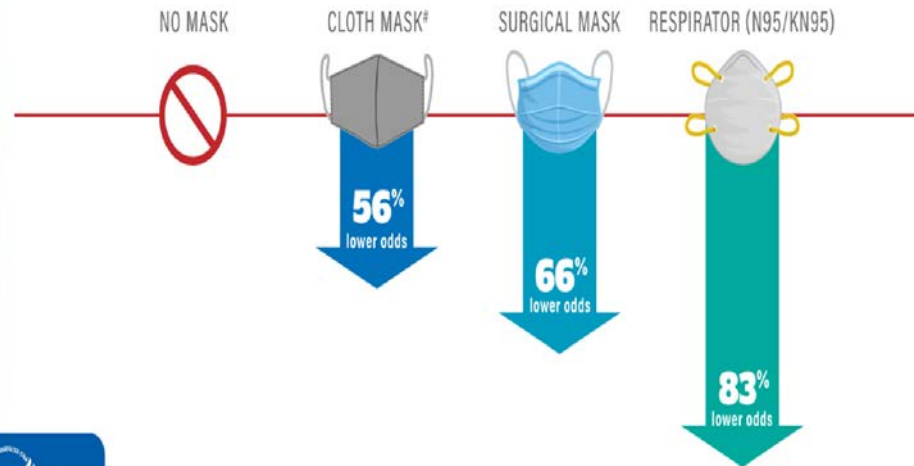 NO MASK
CLOTH MASK#
SURGICAL MASK
RESPIRATOR (N95/KN95)
56%
lower odds
66%
lower odds
83%
lower odds